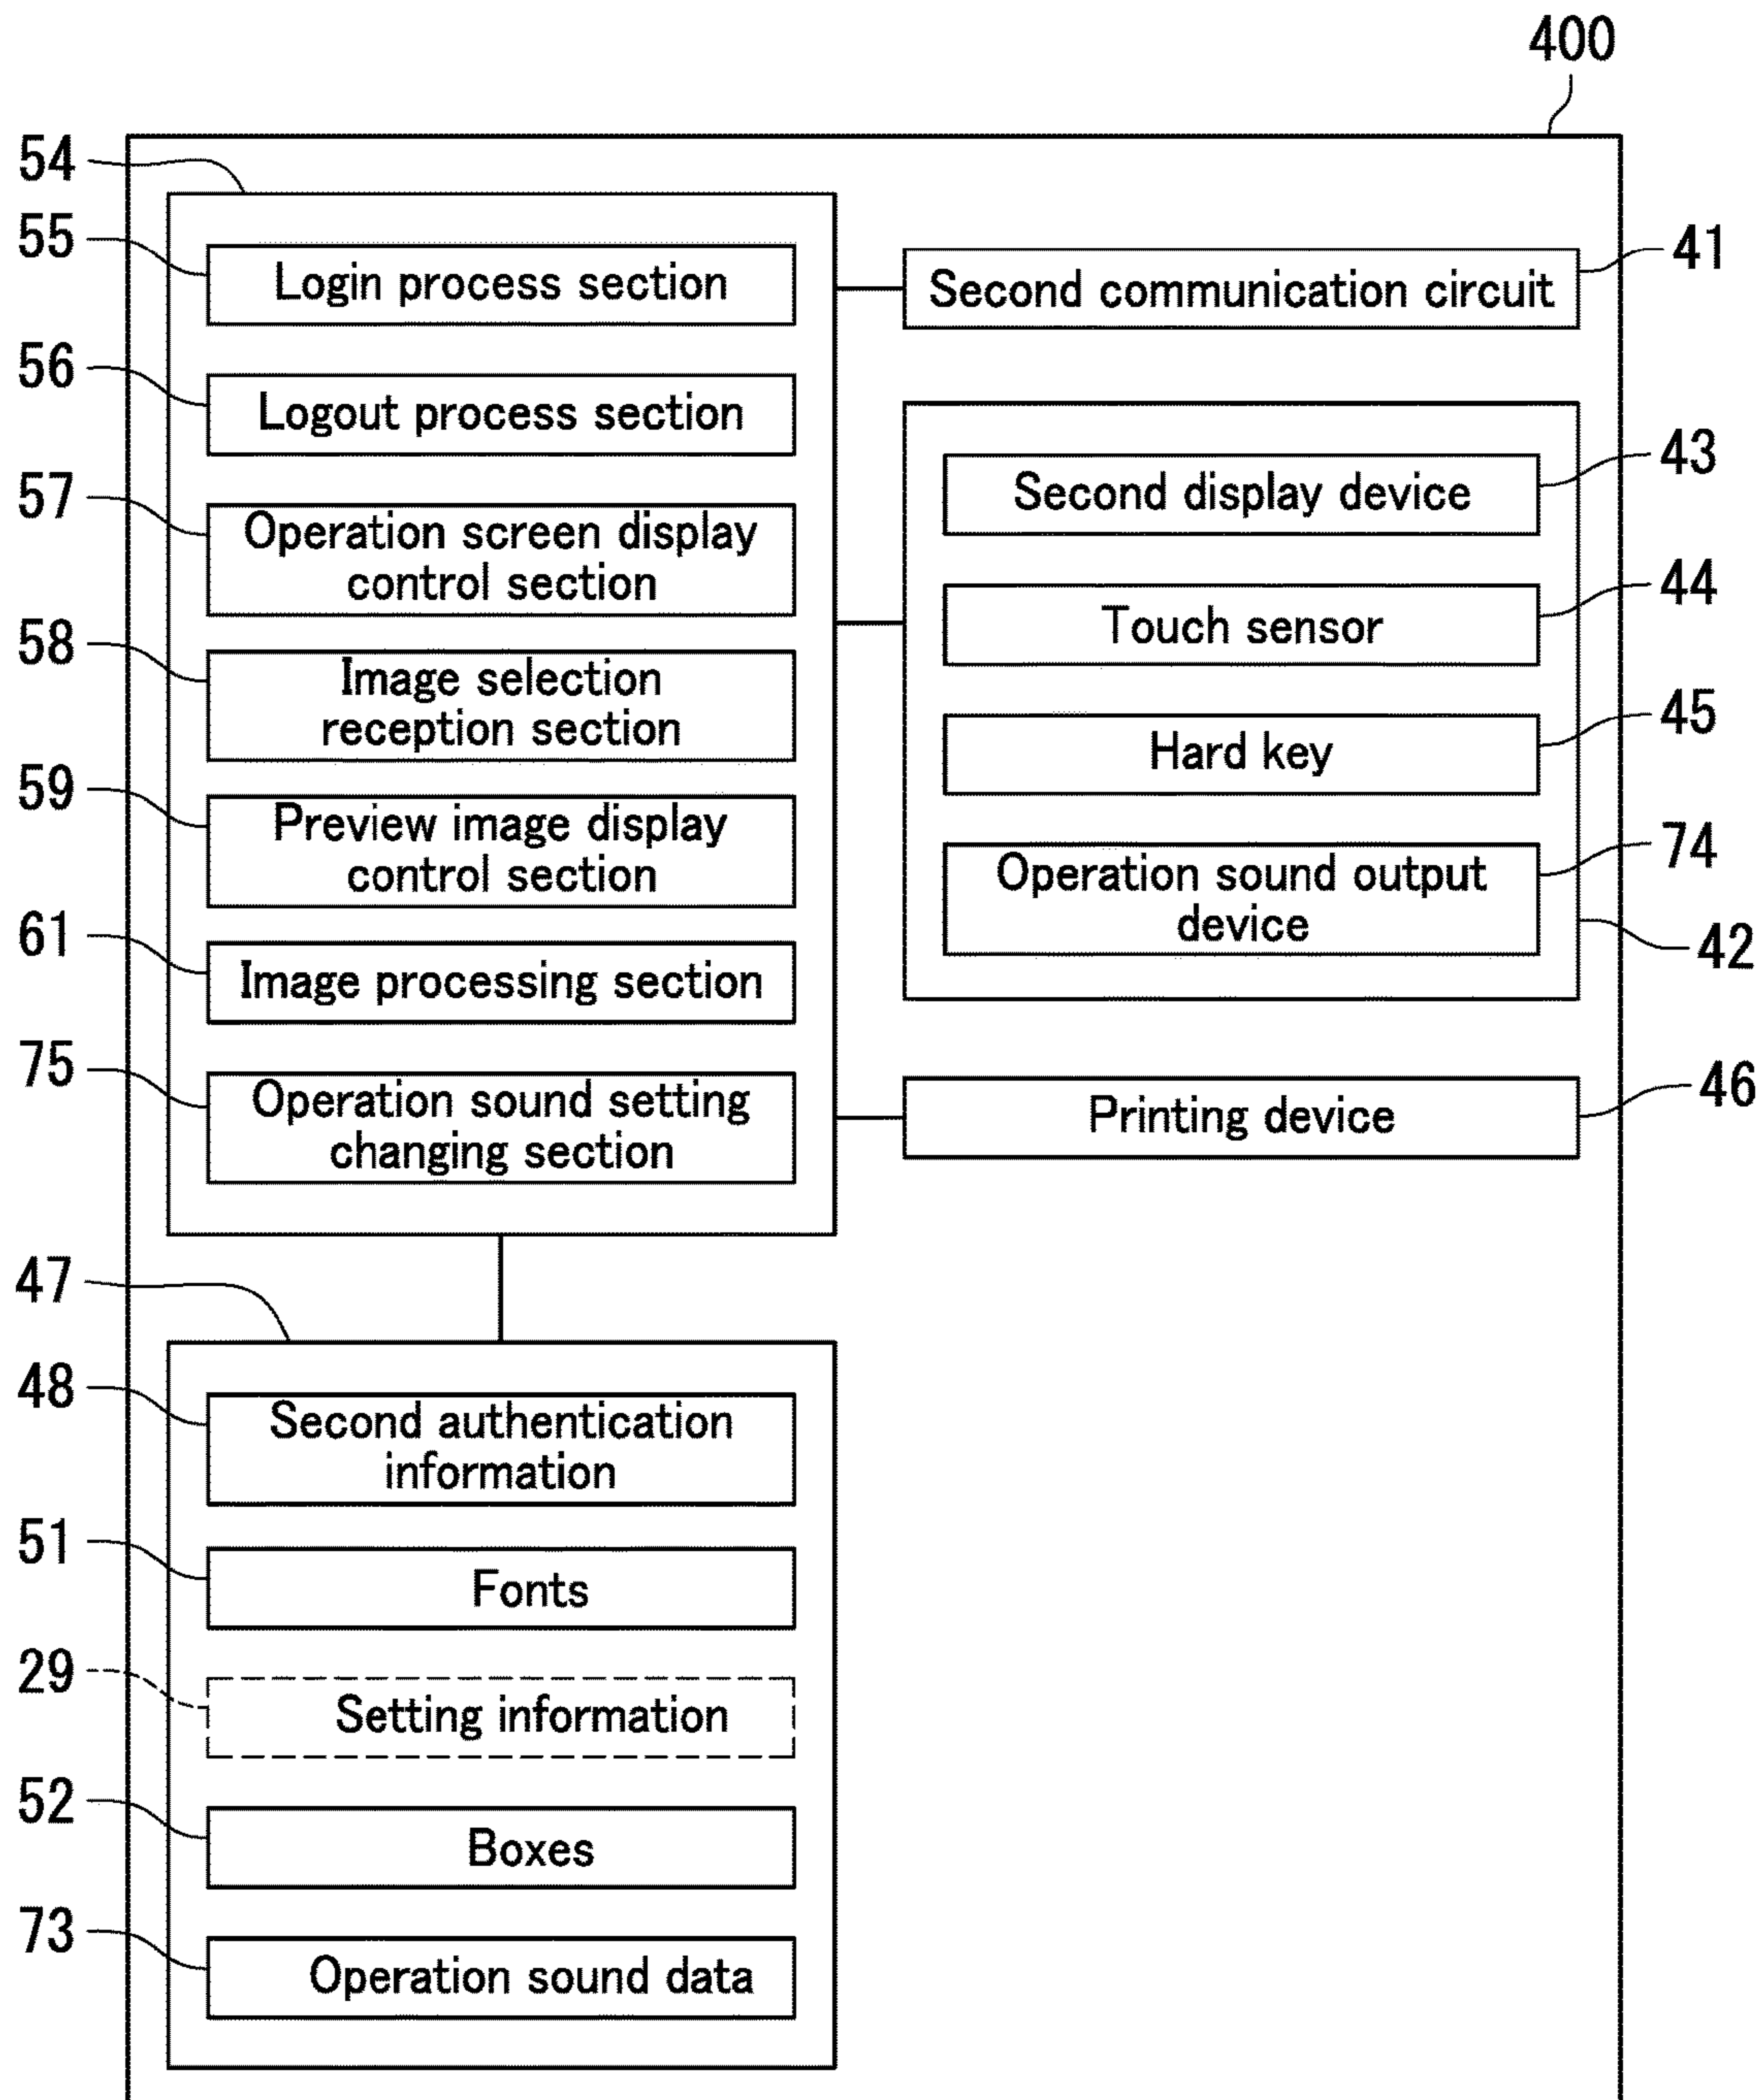 400
54
55
Login process section
41
Second communication circuit
56
Logout process section
43
Second display device
57
Operation screen display
control section
44
Touch sensor
58
Image selection
reception section
45
Hard key
59
Preview image display
control section
74
Operation sound output
device
42
61
Image processing section
75
Operation sound setting
changing section
46
Printing device
47
48
Second authentication
information
51
Fonts
29
Setting information
52
Boxes
73
Operation sound data